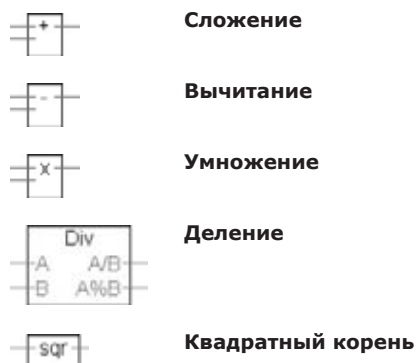 + Сложение
- Вычитание
x Умножение
Div Деление
A A/B
B A%B
sqr Квадратный корень